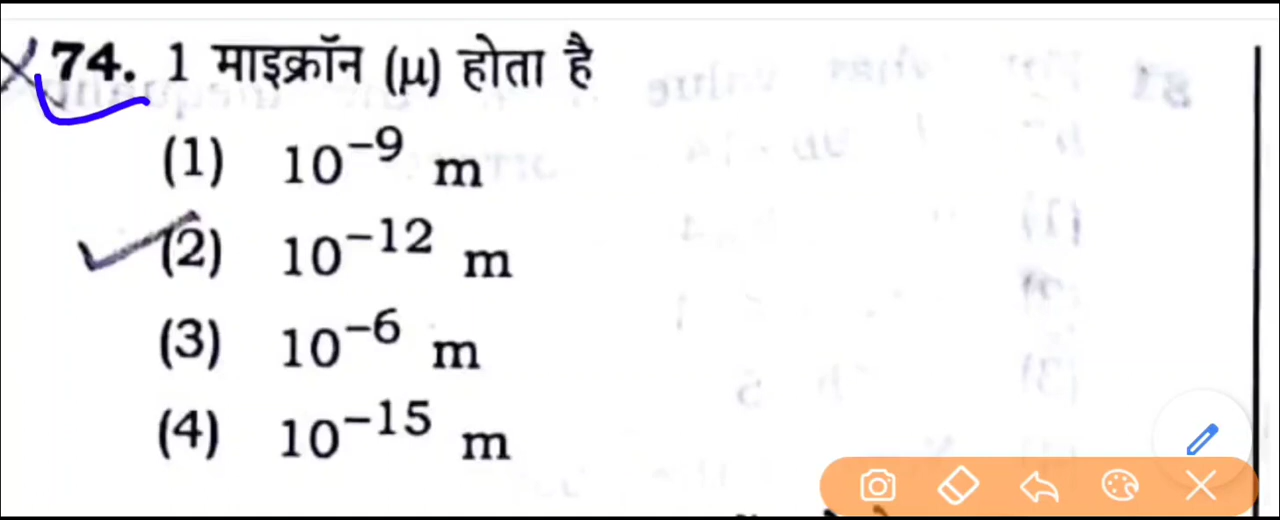 74. 1 माइक्रॉन (μ) होता है
(1) 10⁻⁹ m
(2) 10⁻¹² m
(3) 10⁻⁶ m
(4) 10⁻¹⁵ m